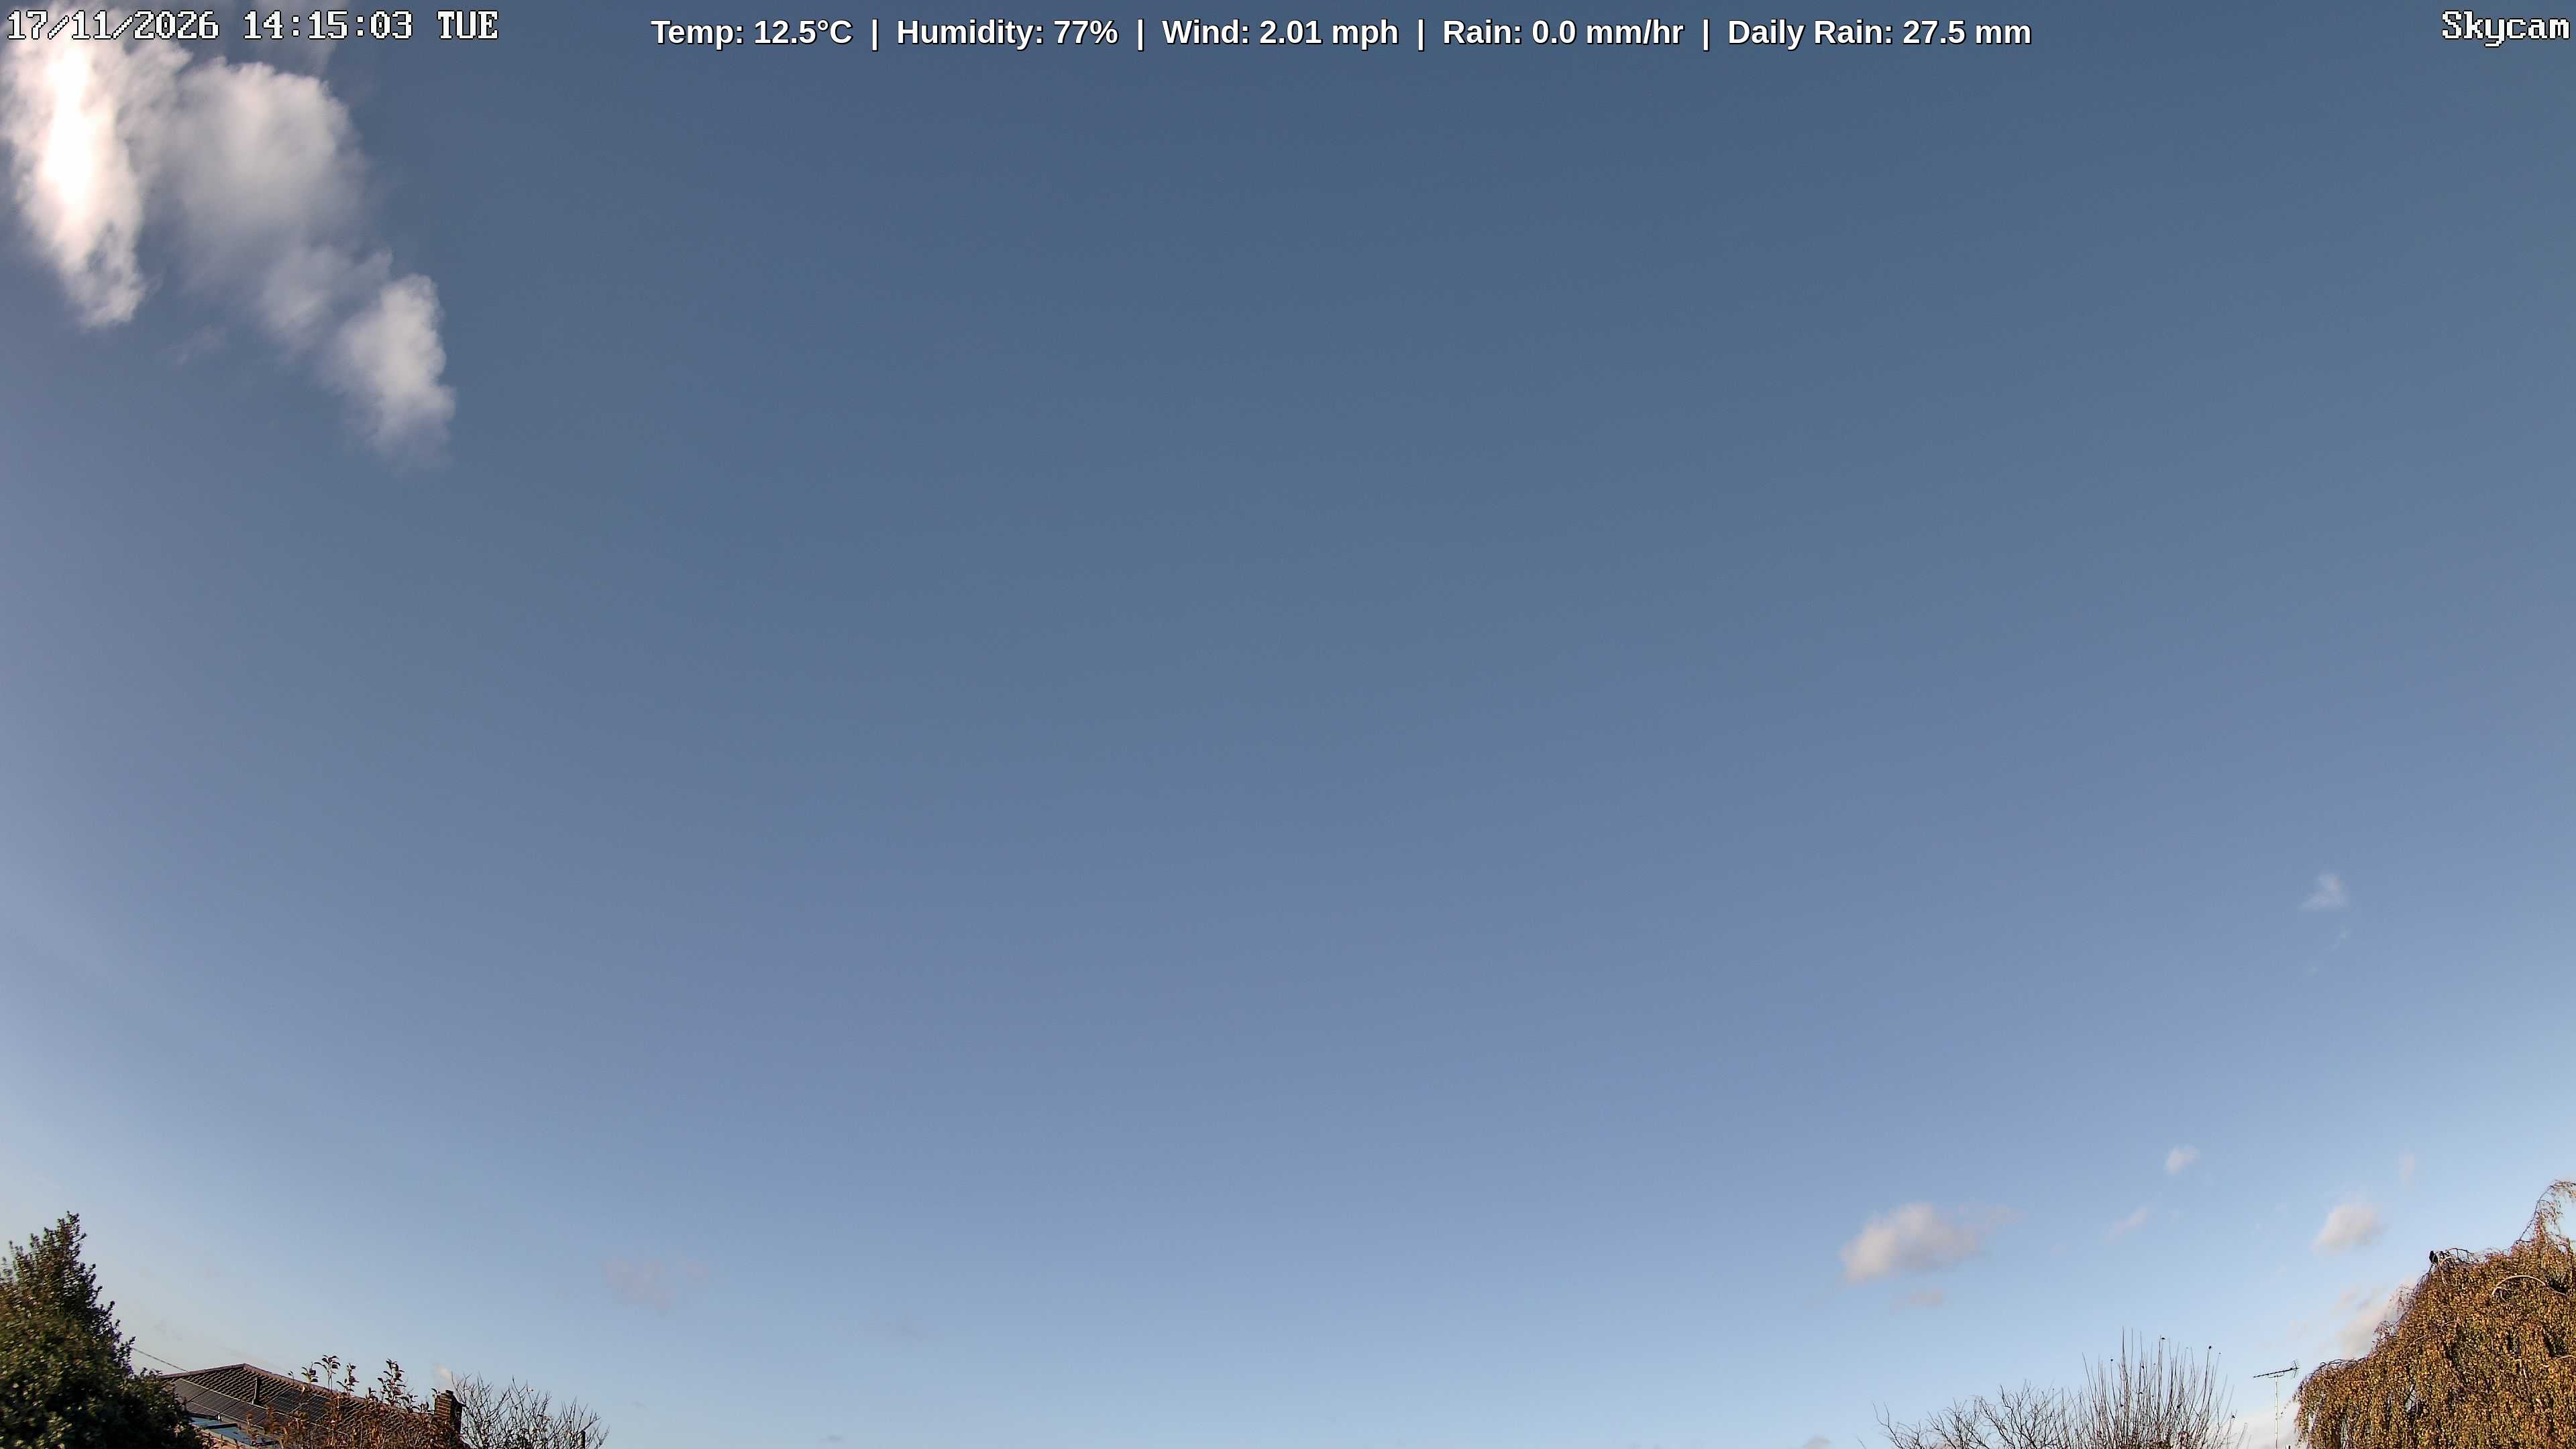 17/11/2026 14:15:03 TUE
Temp: 12.5°C | Humidity: 77% | Wind: 2.01 mph | Rain: 0.0 mm/hr | Daily Rain: 27.5 mm
Skycam